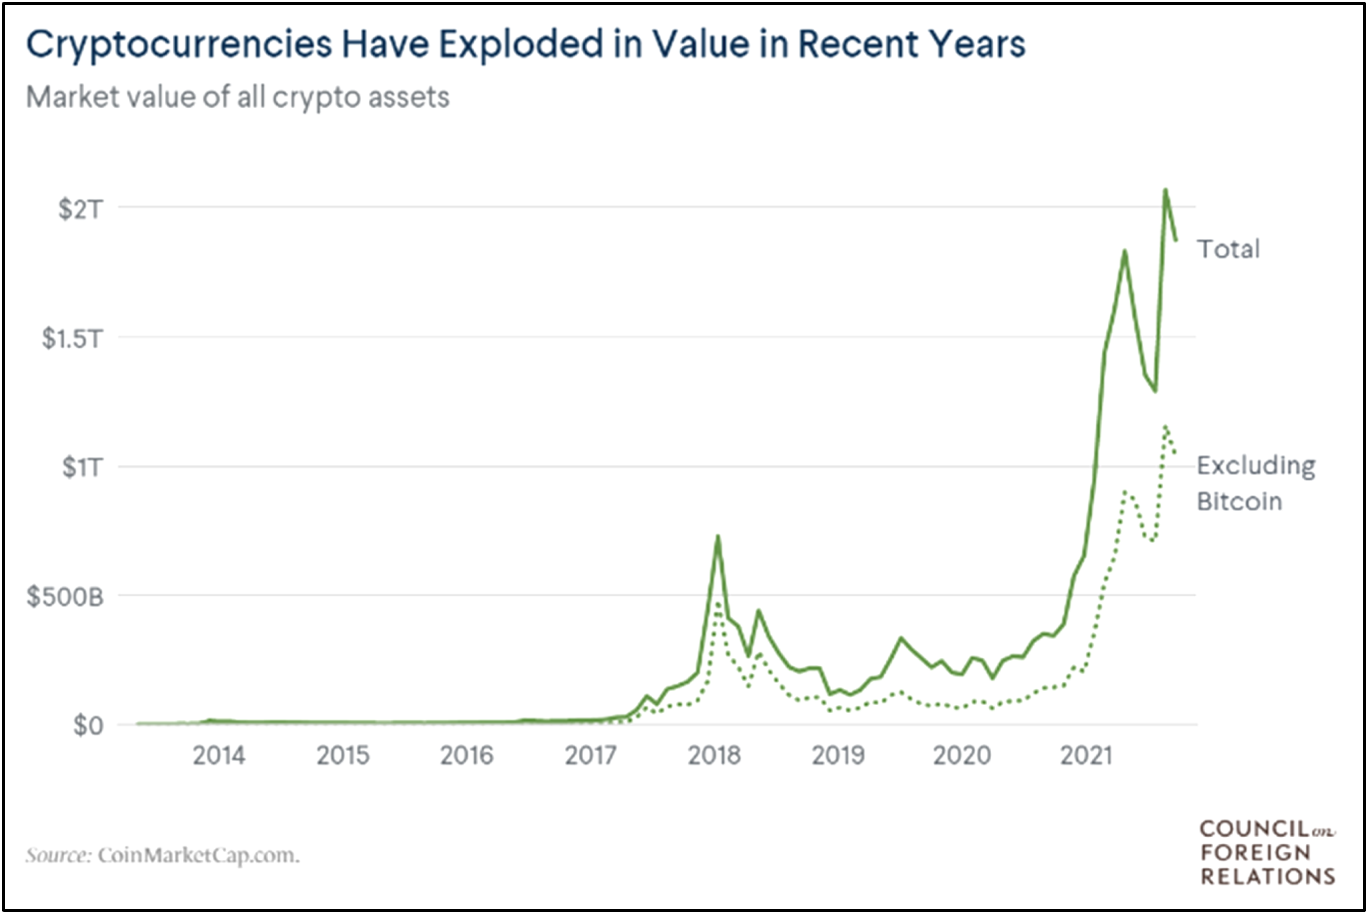 Cryptocurrencies Have Exploded in Value in Recent Years
Market value of all crypto assets
$2T
Total
$1.5T
$1T
Excluding
Bitcoin
$500B
$0
2014 2015 2016 2017 2018 2019 2020 2021
Source: CoinMarketCap.com.
COUNCIL on
FOREIGN
RELATIONS